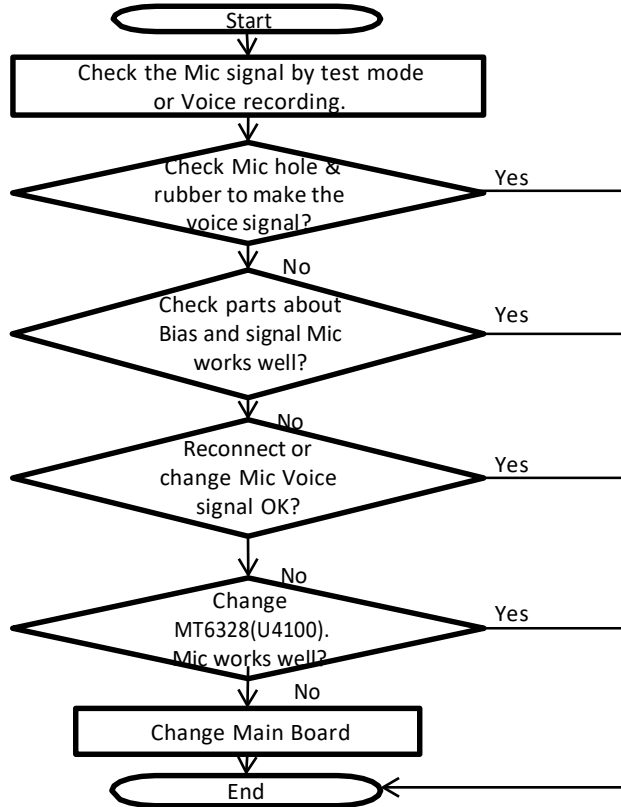 Start
Check the Mic signal by test mode
or Voice recording.
Check Mic hole &
rubber to make the
voice signal?
Yes
No
Check parts about
Bias and signal Mic
works well?
Yes
No
Reconnect or
change Mic Voice
signal OK?
Yes
No
Change
MT6328(U4100).
Mic works well?
Yes
No
Change Main Board
End